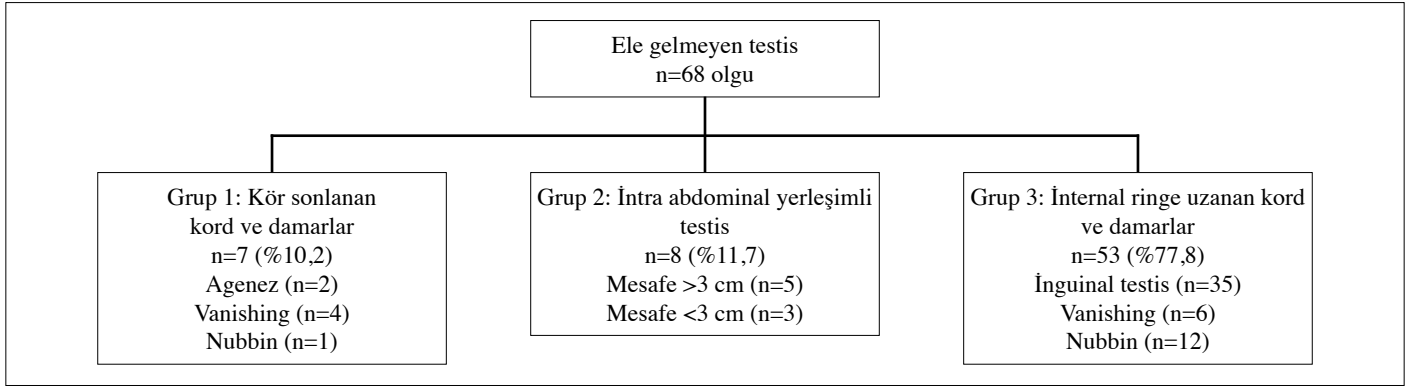 Ele gelmeyen testis
n=68 olgu
Grup 1: Kör sonlanan
kord ve damarlar
n=7 (%10,2)
Agenez (n=2)
Vanishing (n=4)
Nubbin (n=1)
Grup 2: İntra abdominal yerleşimli
testis
n=8 (%11,7)
Mesafe >3 cm (n=5)
Mesafe <3 cm (n=3)
Grup 3: İnternal ringe uzanan kord
ve damarlar
n=53 (%77,8)
İnguinal testis (n=35)
Vanishing (n=6)
Nubbin (n=12)